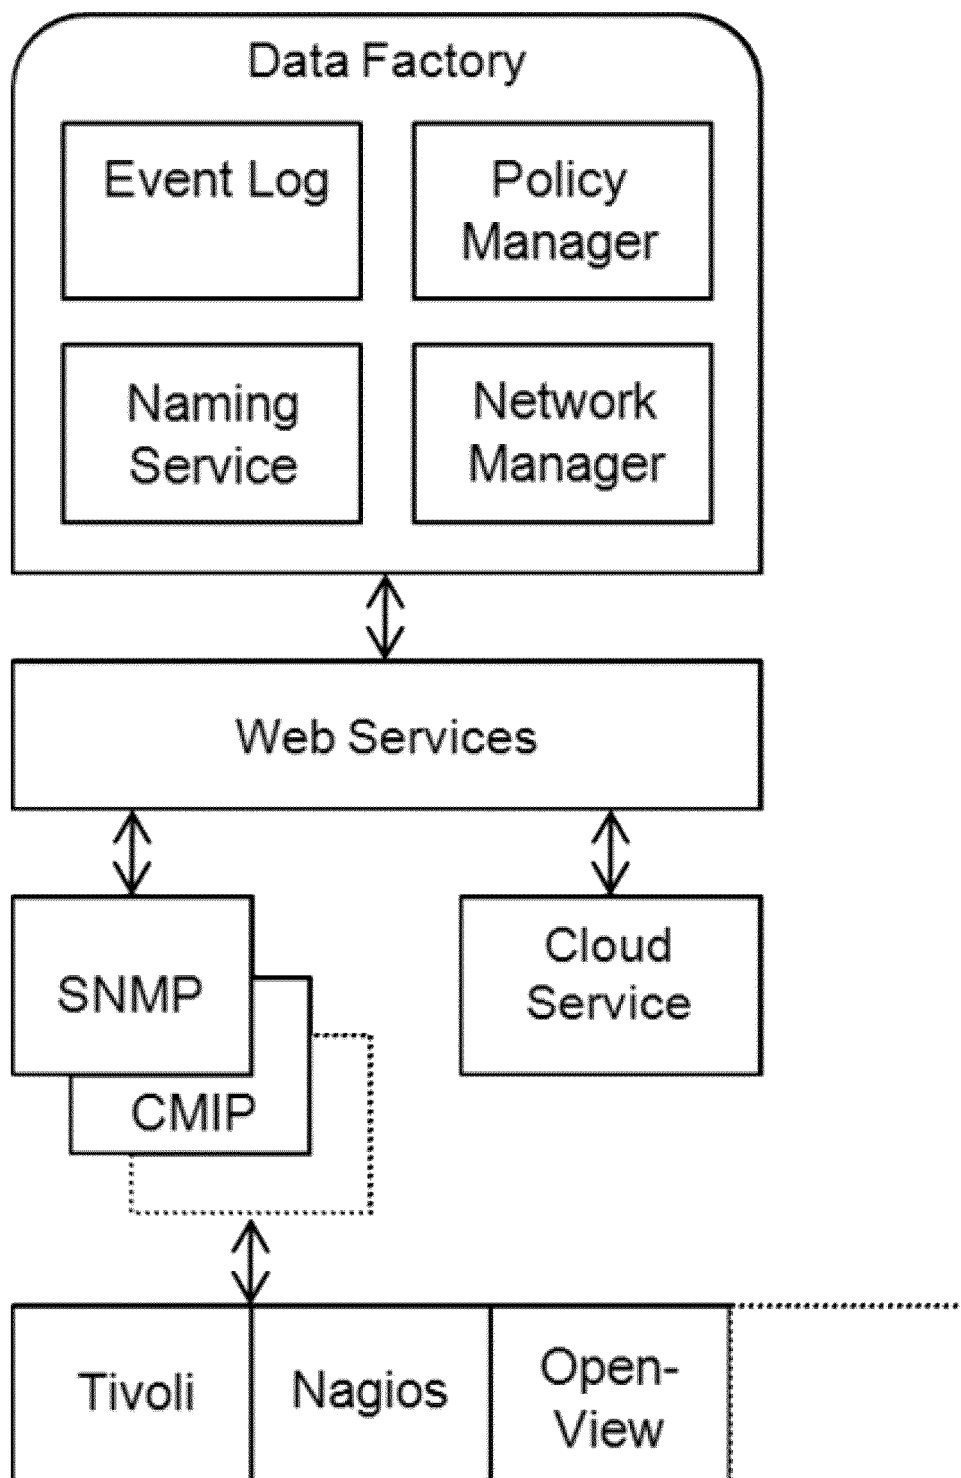 Data Factory
Event Log
Policy
Manager
Naming
Service
Network
Manager
Web Services
SNMP
CMIP
Cloud
Service
Tivoli
Nagios
Open-
View